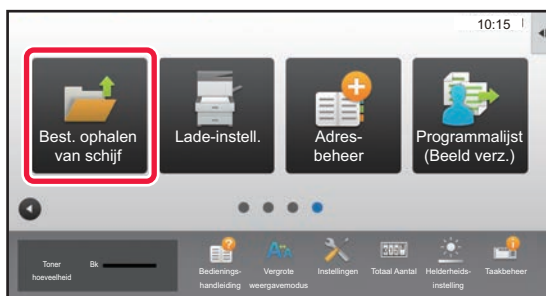 10:15
Best. ophalen
van schijf
Lade-instell.
Adres-
beheer
Programmalijst
(Beeld verz.)
Toner
hoeveelheid
Bk
Bedienings-
handleiding
Vergrote
weergavemodus
Instellingen
Totaal Aantal
Helderheids-
instelling
Taakbeheer